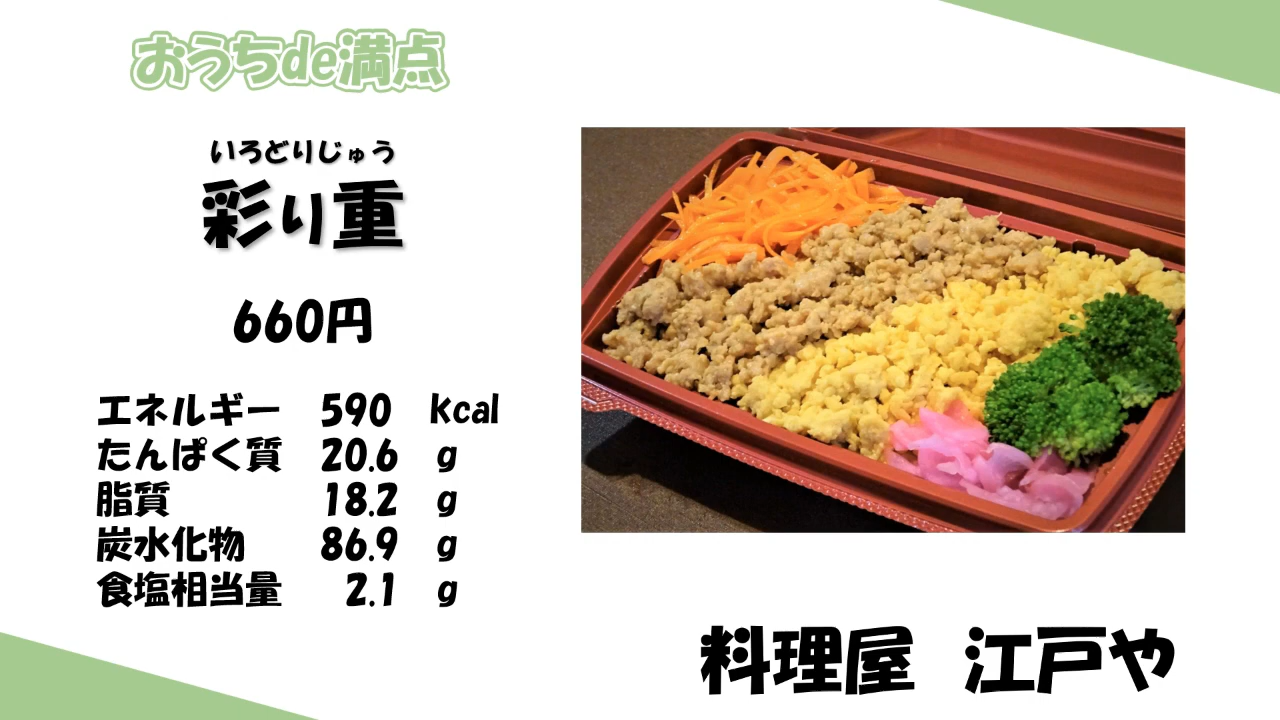 おうちde満点
いろどりじゅう
彩り重
660円
エネルギー 590 kcal
たんぱく質 20.6 g
脂質 18.2 g
炭水化物 86.9 g
食塩相当量 2.1 g
料理屋 江戸や